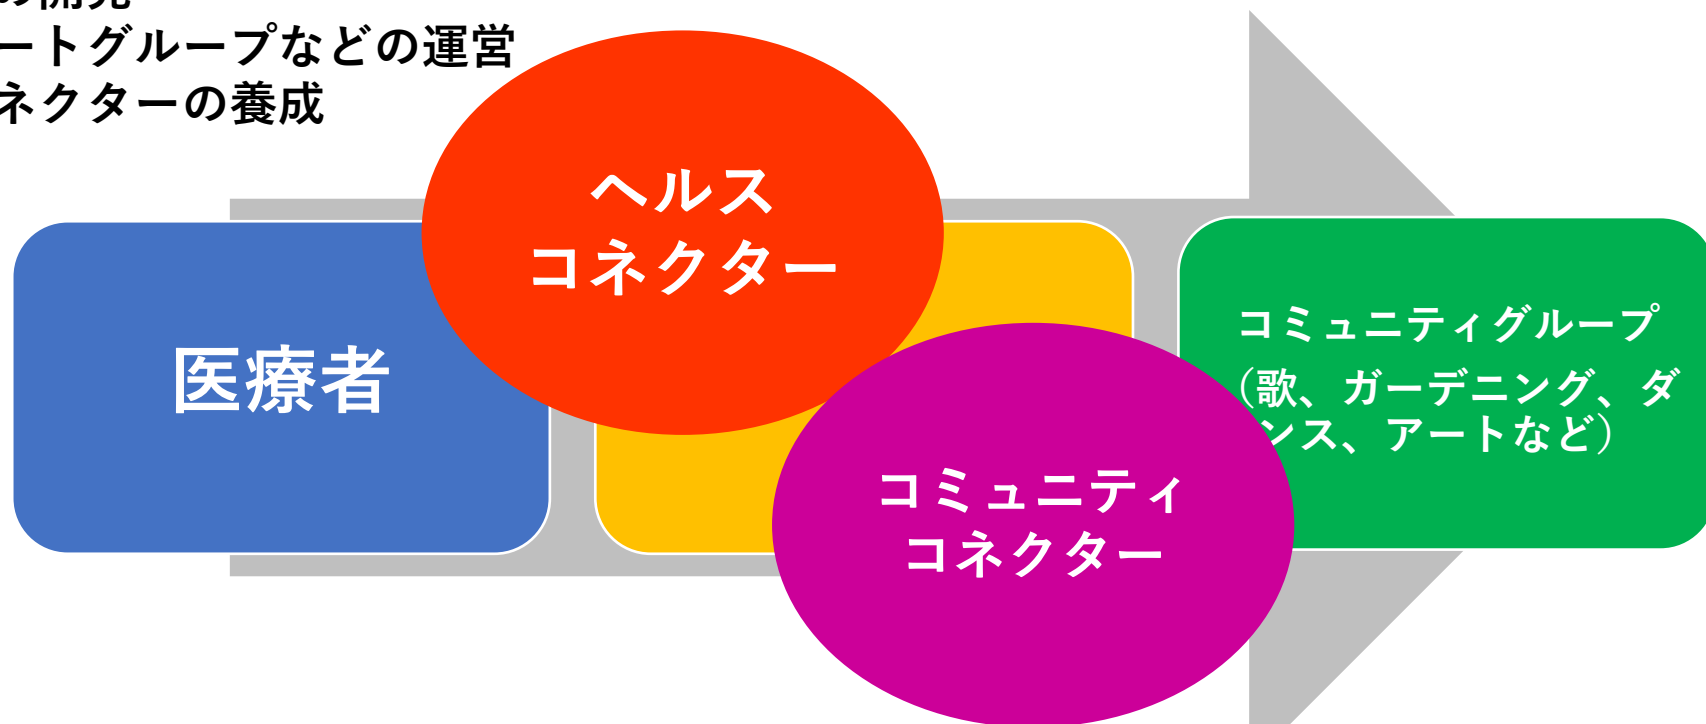 の開発
ートグループなどの運営
ネクターの養成
ヘルス
コネクター
医療者
コミュニティグループ
（歌、ガーデニング、ダ
ンス、アートなど）
コミュニティ
コネクター